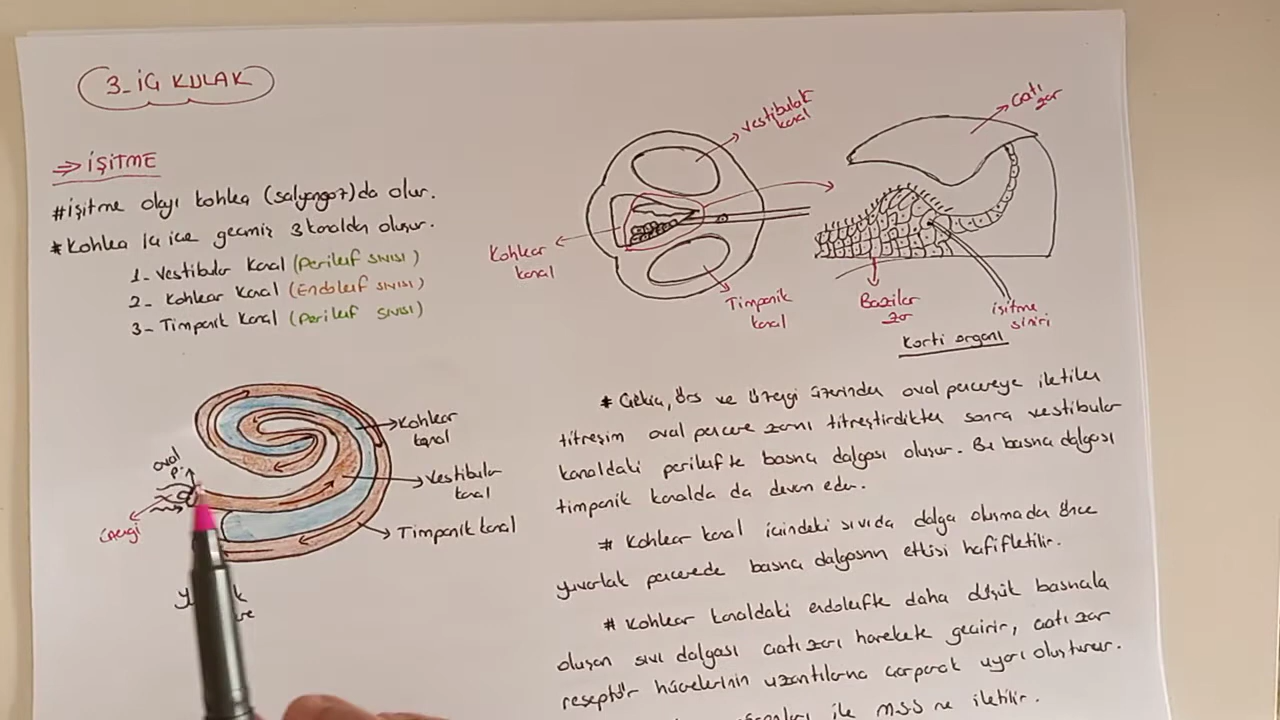 3- İÇ KULAK
⇒ İŞİTME
* İşitme olayı kohlea (salyangoz)da olur.
* Kohlea iç içe geçmiş 3 kanaldan oluşur.
1- Vestibular Kanal (Perilenf sıvısı)
2- Kohlear Kanal (Endolenf sıvısı)
3- Timpanik Kanal (Perilenf sıvısı)
Vestibular
kanal
Kohlear
kanal
Timpanik
kanal
Çatı
zar
Baziler
zar
işitme
siniri
Korti organı
oval
p.
üzengi
Kohlear
kanal
Vestibular
kanal
Timpanik kanal
* Çekiç, örs ve üzengi üzerinden oval pencereye iletilen
titreşim oval pencere zarını titreştirdikten sonra vestibular
kanaldaki perilenfte basınç dalgası oluşur. Bu basınç dalgası
timpanik kanalda da devam eder.
* Kohlear kanal içindeki sıvıda dalga oluşmadan önce
yuvarlak pencerede basınç dalgasının etkisi hafifletilir.
* Kohlear kanaldaki endolenfte daha düşük basınçla
oluşan sıvı dalgası çatı zarı harekete geçirir, çatı zar
reseptör hücrelerinin uzantılarına çarparak uyarı oluşturur.
ile MSS ne iletilir.